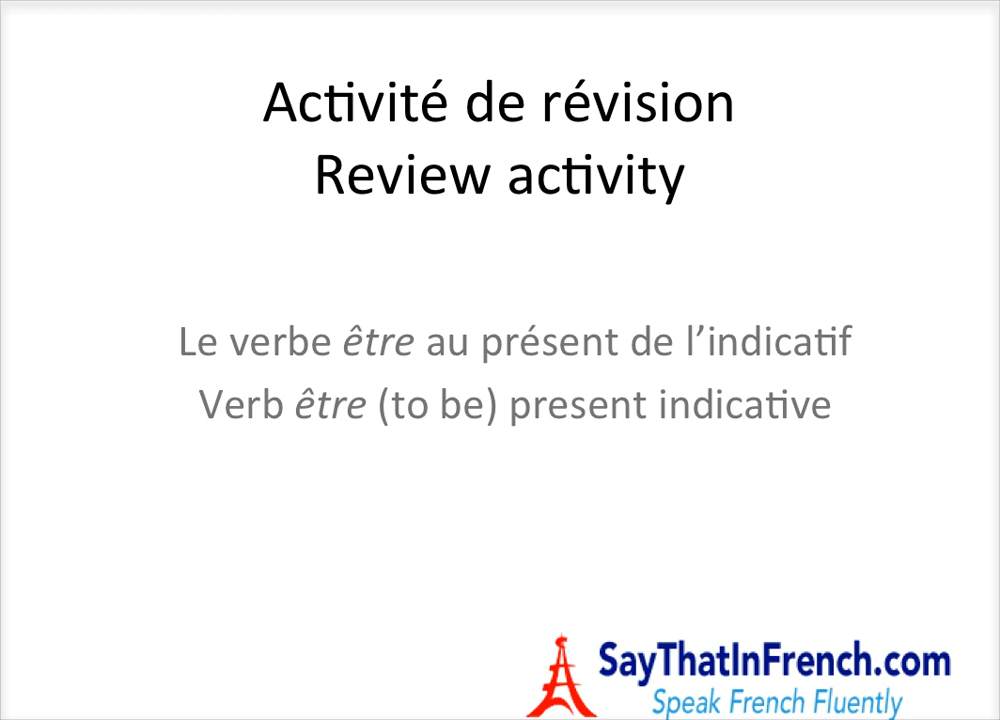 Activité de révision
Review activity
Le verbe être au présent de l’indicatif
Verb être (to be) present indicative
SayThatInFrench.com
Speak French Fluently